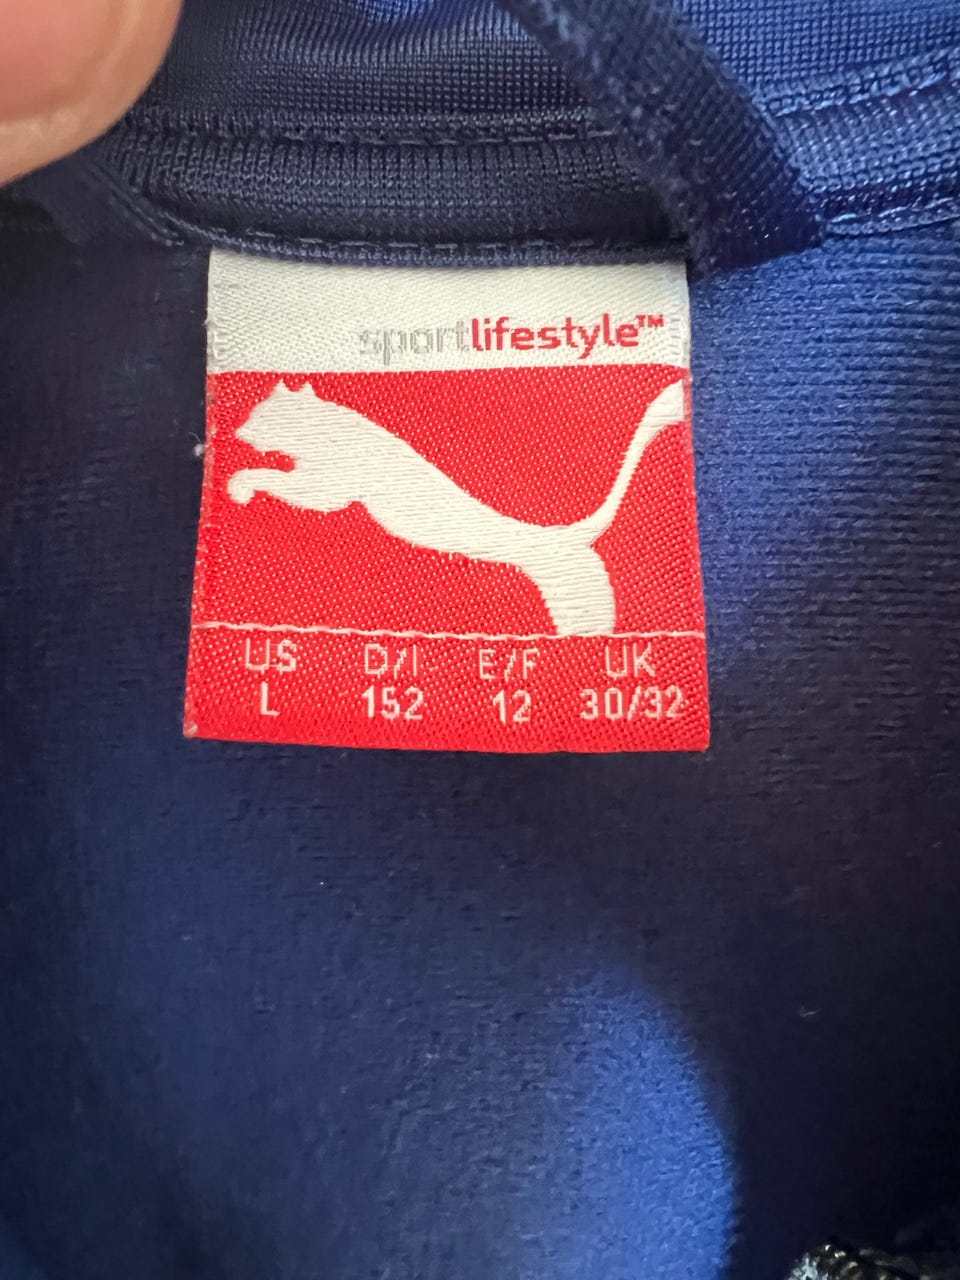 sportlifestyle™
US D/I E/F UK
L 152 12 30/32